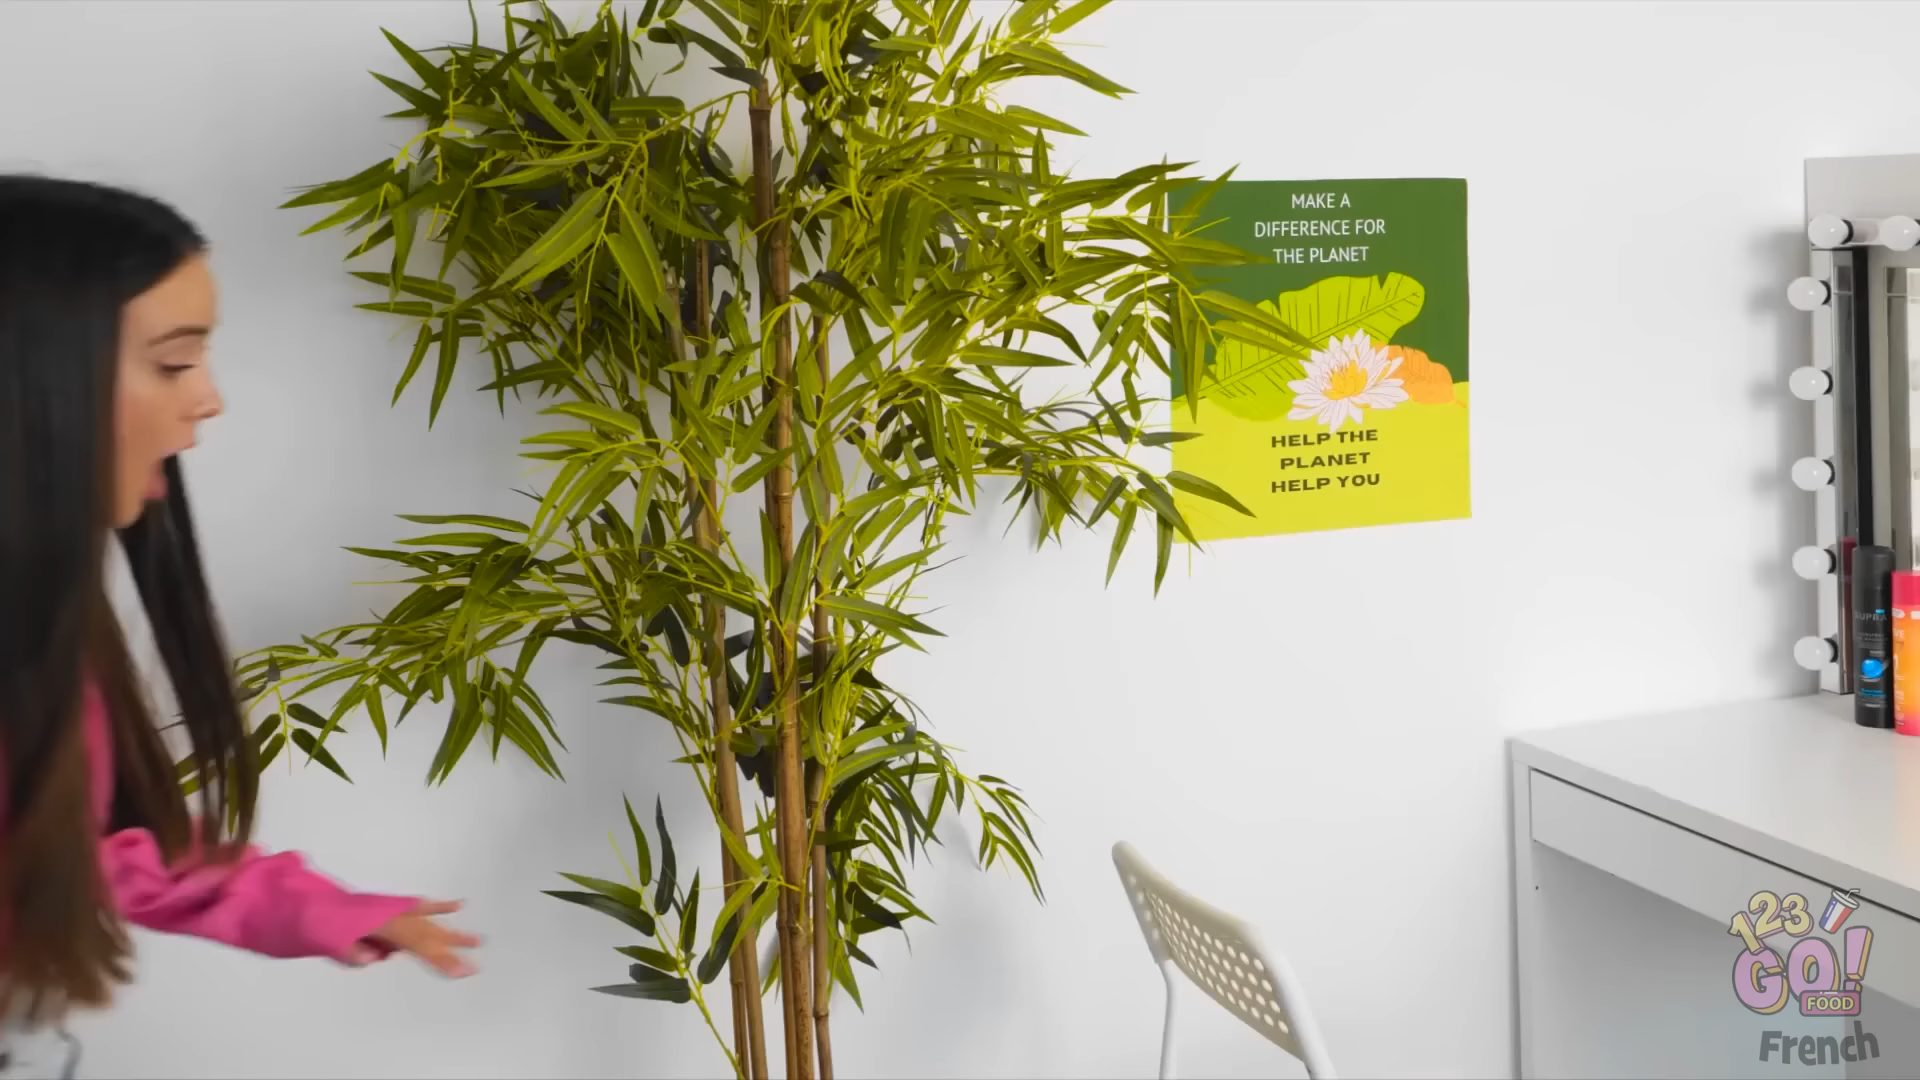 MAKE A
DIFFERENCE FOR
THE PLANET
HELP THE
PLANET
HELP YOU
123
GO!
FOOD
French